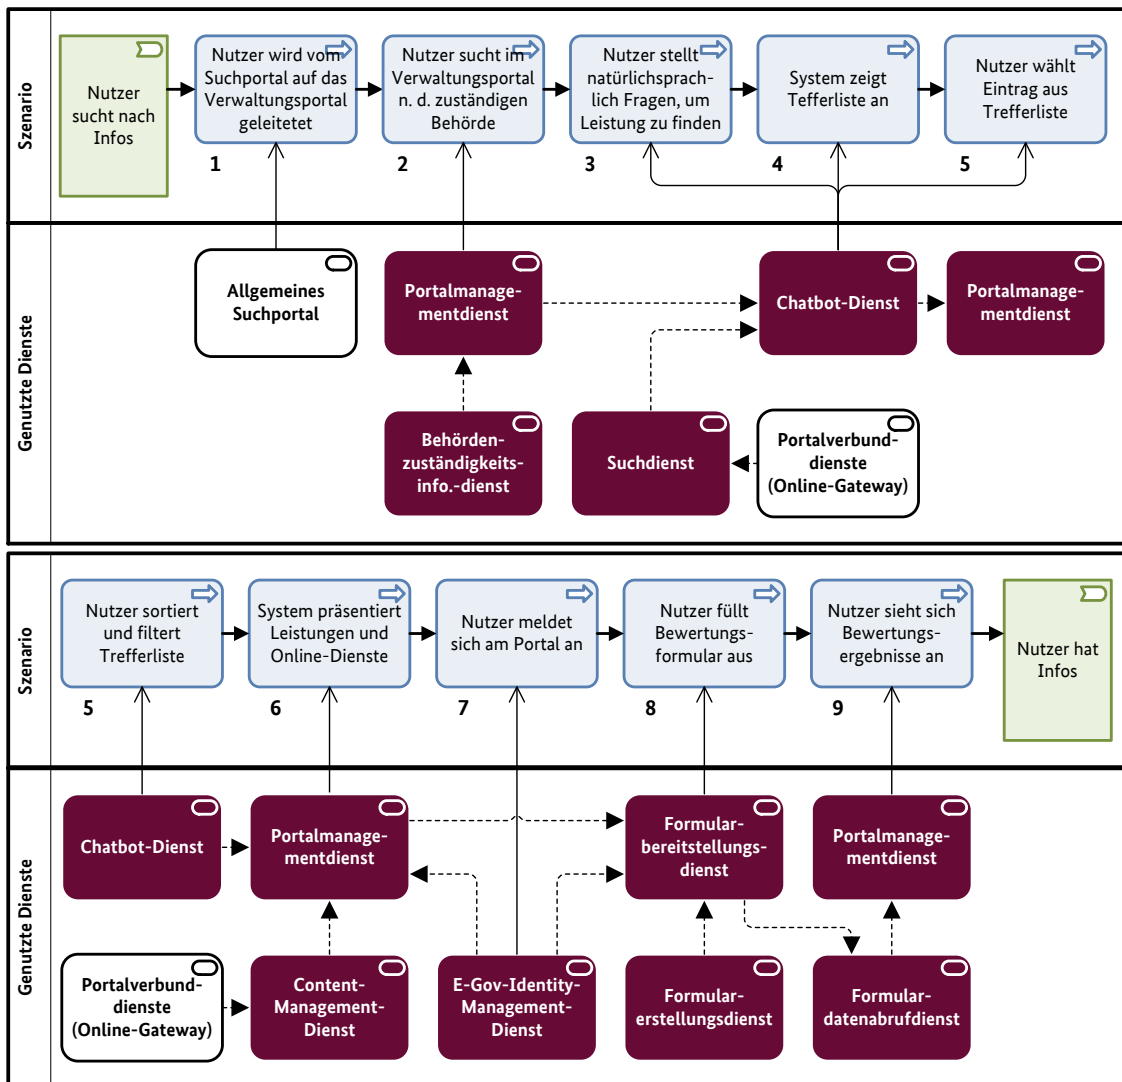 Szenario
Nutzer
sucht nach
Infos
Nutzer wird vom
Suchportal auf das
Verwaltungsportal
geleitetet
1
Nutzer sucht im
Verwaltungsportal
n. d. zuständigen
Behörde
2
Nutzer stellt
natürlichsprach-
lich Fragen, um
Leistung zu finden
3
System zeigt
Tefferliste an
4
Nutzer wählt
Eintrag aus
Trefferliste
5
Genutzte Dienste
Allgemeines
Suchportal
Portalmanage-
mentdienst
Chatbot-Dienst
Portalmanage-
mentdienst
Behörden-
zuständigkeits-
info.-dienst
Suchdienst
Portalverbund-
dienste
(Online-Gateway)
Szenario
Nutzer sortiert
und filtert
Trefferliste
5
System präsentiert
Leistungen und
Online-Dienste
6
Nutzer meldet
sich am Portal an
7
Nutzer füllt
Bewertungs-
formular aus
8
Nutzer sieht sich
Bewertungs-
ergebnisse an
9
Nutzer hat
Infos
Genutzte Dienste
Chatbot-Dienst
Portalmanage-
mentdienst
Formular-
bereitstellungs-
dienst
Portalmanage-
mentdienst
Portalverbund-
dienste
(Online-Gateway)
Content-
Management-
Dienst
E-Gov-Identity-
Management-
Dienst
Formular-
erstellungsdienst
Formular-
datenabrufdienst